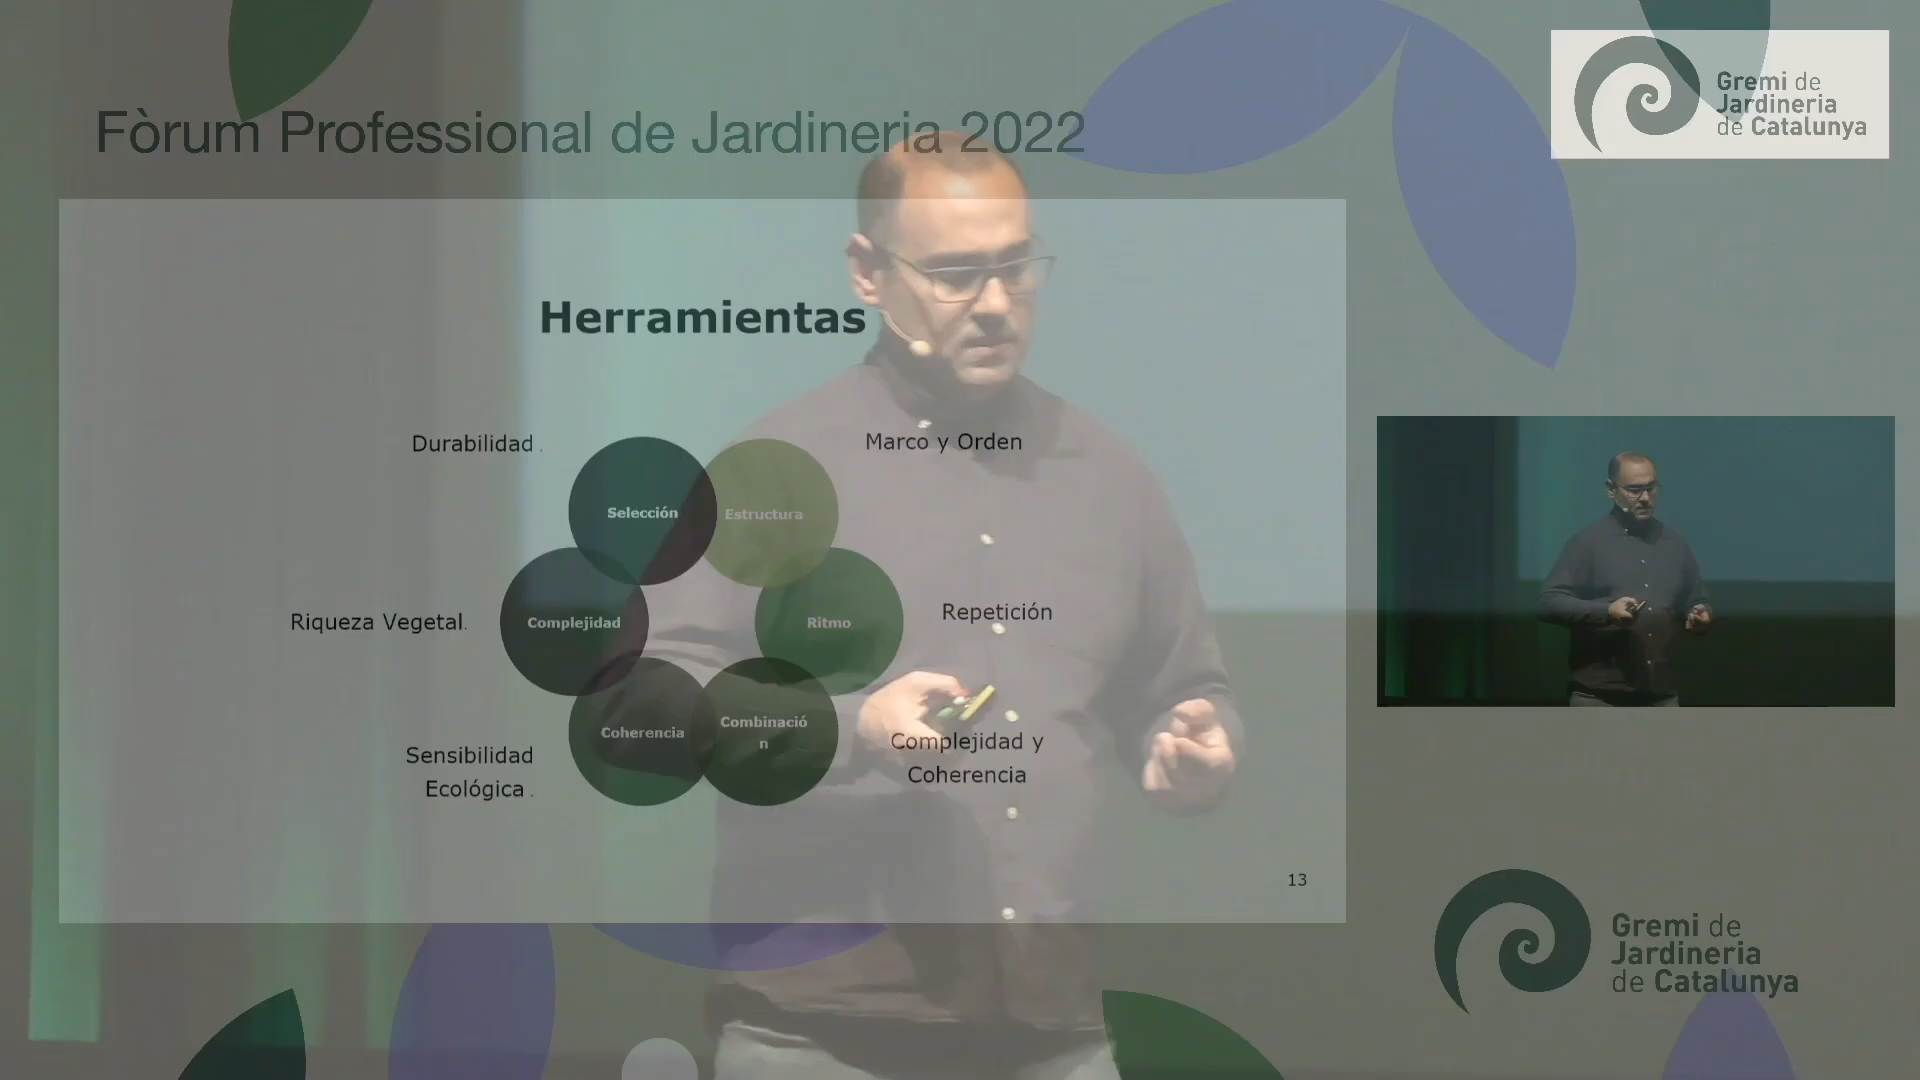 Fòrum Professional de Jardineria 2022
Gremi de
Jardineria
de Catalunya
Herramientas
Durabilidad .
Marco y Orden
Selección
Estructura
Riqueza Vegetal.
Complejidad
Ritmo
Repetición
Coherencia
Combinació
n
Sensibilidad
Ecológica .
Complejidad y
Coherencia
13
Gremi de
Jardineria
de Catalunya